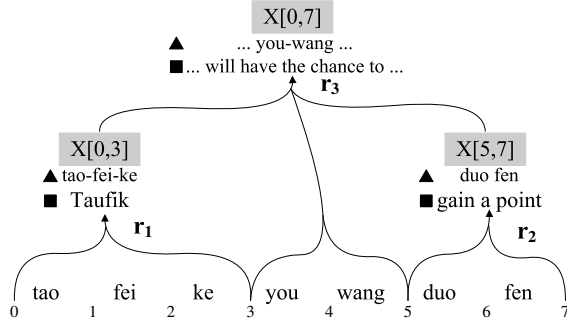 X[0,7]
... you-wang ...
... will have the chance to ...
r3
X[0,3]
X[5,7]
tao-fei-ke
duo fen
Taufik
gain a point
r1
r2
tao fei ke you wang duo fen
0 1 2 3 4 5 6 7